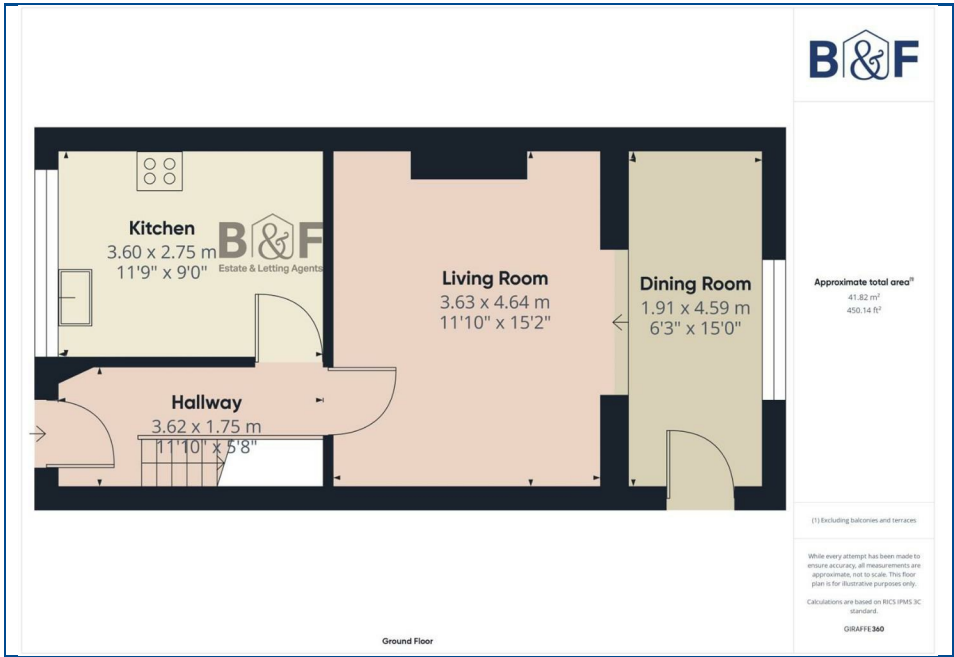 B&F
Kitchen
3.60 x 2.75 m
11'9" x 9'0"
B&F
Estate & Letting Agents
Living Room
3.63 x 4.64 m
11'10" x 15'2"
Dining Room
1.91 x 4.59 m
6'3" x 15'0"
Hallway
3.62 x 1.75 m
11'10" x 5'8"
Approximate total area⁽¹⁾
41.82 m²
450.14 ft²
(1) Excluding balconies and terraces
While every attempt has been made to
ensure accuracy, all measurements are
approximate, not to scale. This floor
plan is for illustrative purposes only.
Calculations are based on RICS IPMS 3C
standard.
GIRAFFE360
Ground Floor